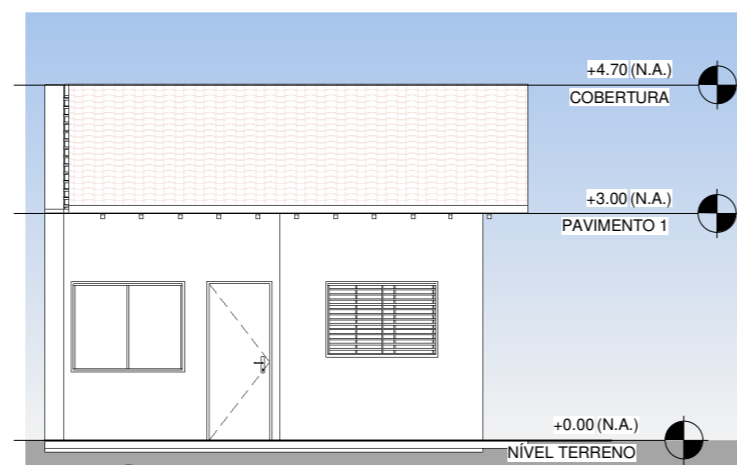 +4.70 (N.A.)
COBERTURA
+3.00 (N.A.)
PAVIMENTO 1
+0.00 (N.A.)
NÍVEL TERRENO